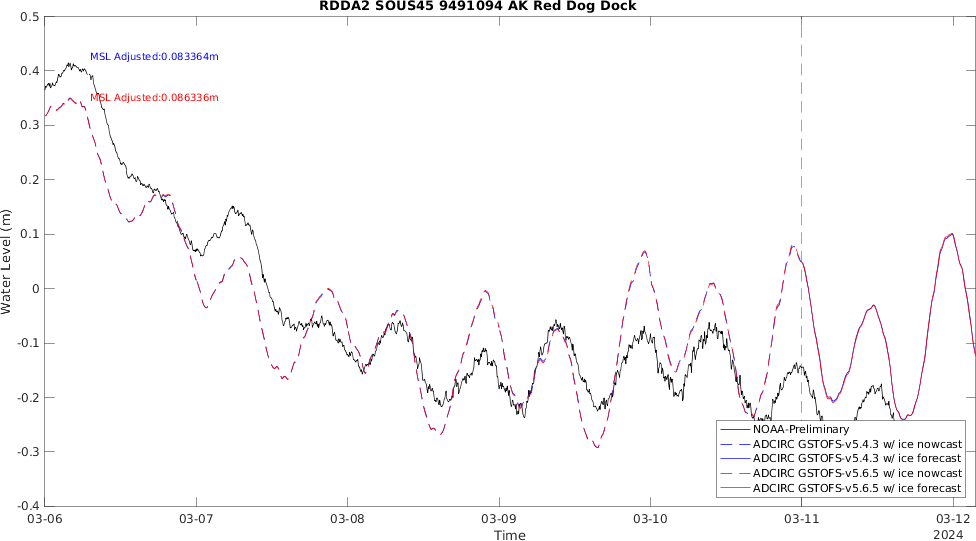 RDDA2 SOUS45 9491094 AK Red Dog Dock
0.5
MSL Adjusted:0.083364m
0.4
MSL Adjusted:0.086336m
0.3
0.2
0.1
Water Level (m)
0
-0.1
-0.2
-0.3
-0.4
NOAA-Preliminary
ADCIRC GSTOFS-v5.4.3 w/ ice nowcast
ADCIRC GSTOFS-v5.4.3 w/ ice forecast
ADCIRC GSTOFS-v5.6.5 w/ ice nowcast
ADCIRC GSTOFS-v5.6.5 w/ ice forecast
03-06 03-07 03-08 03-09 03-10 03-11 03-12
Time 2024